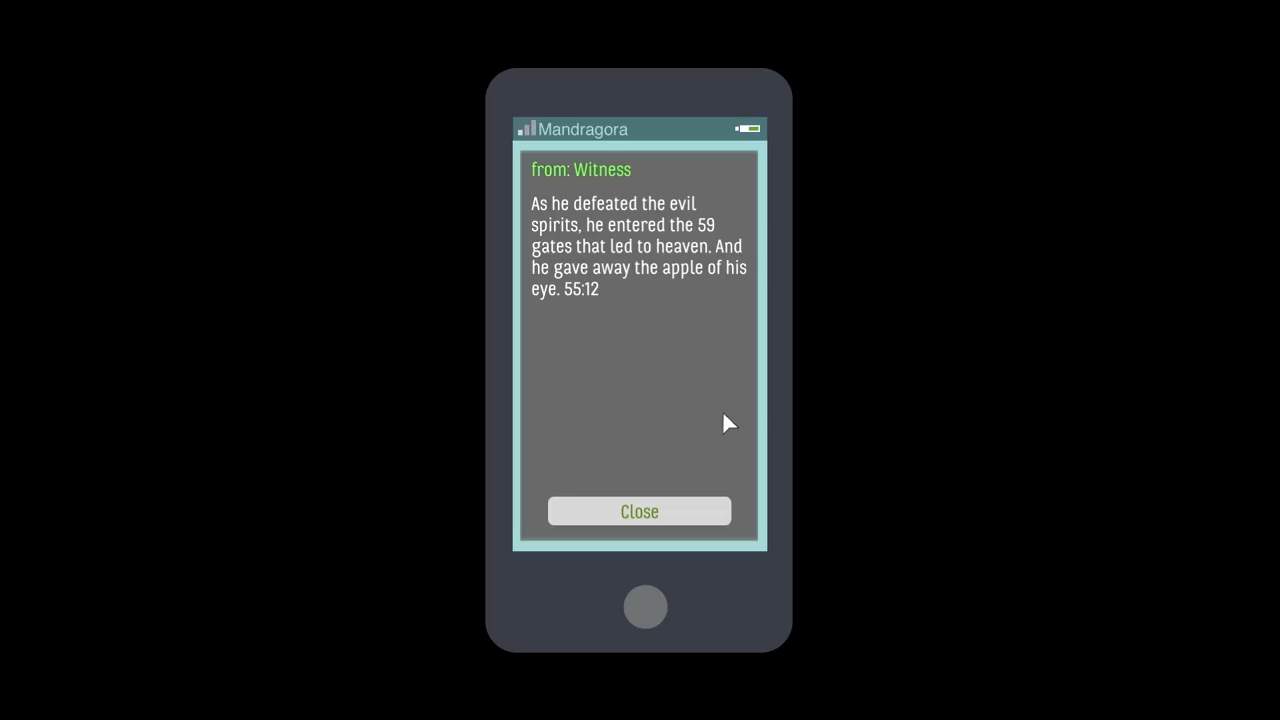 Mandragora
from: Witness
As he defeated the evil
spirits, he entered the 59
gates that led to heaven. And
he gave away the apple of his
eye. 55:12
Close